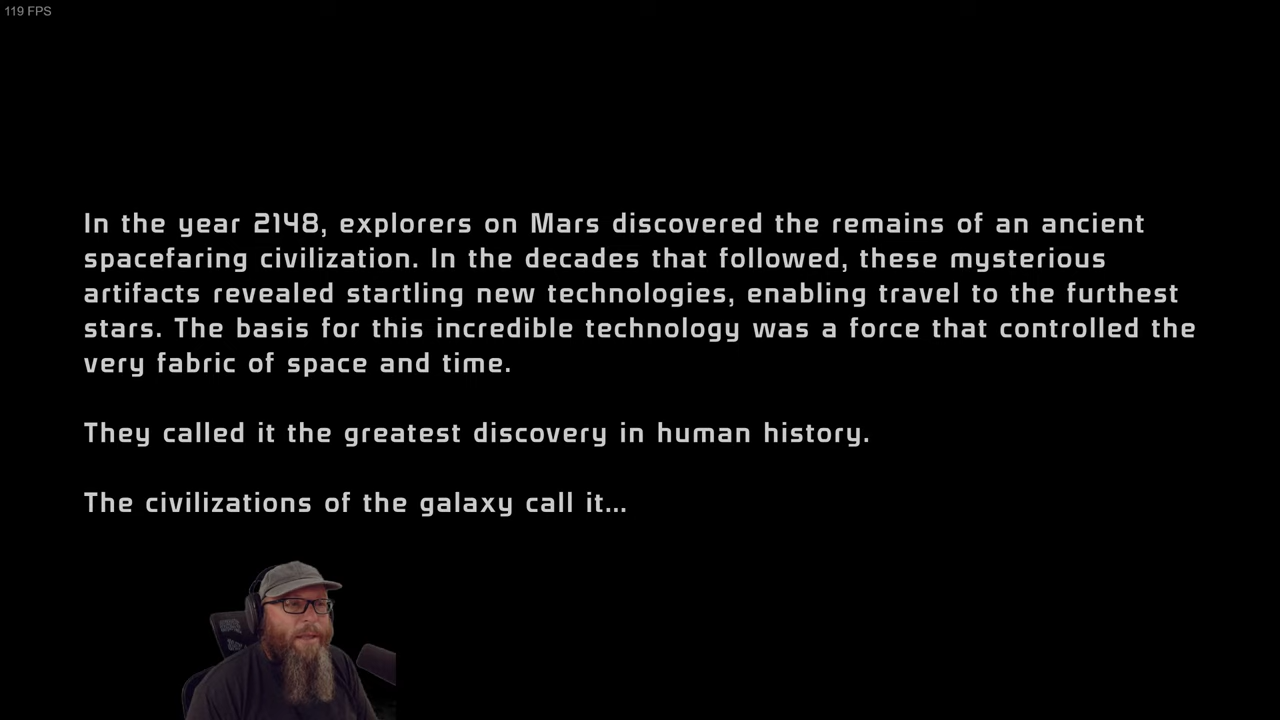 119 FPS
In the year 2148, explorers on Mars discovered the remains of an ancient
spacefaring civilization. In the decades that followed, these mysterious
artifacts revealed startling new technologies, enabling travel to the furthest
stars. The basis for this incredible technology was a force that controlled the
very fabric of space and time.
They called it the greatest discovery in human history.
The civilizations of the galaxy call it...